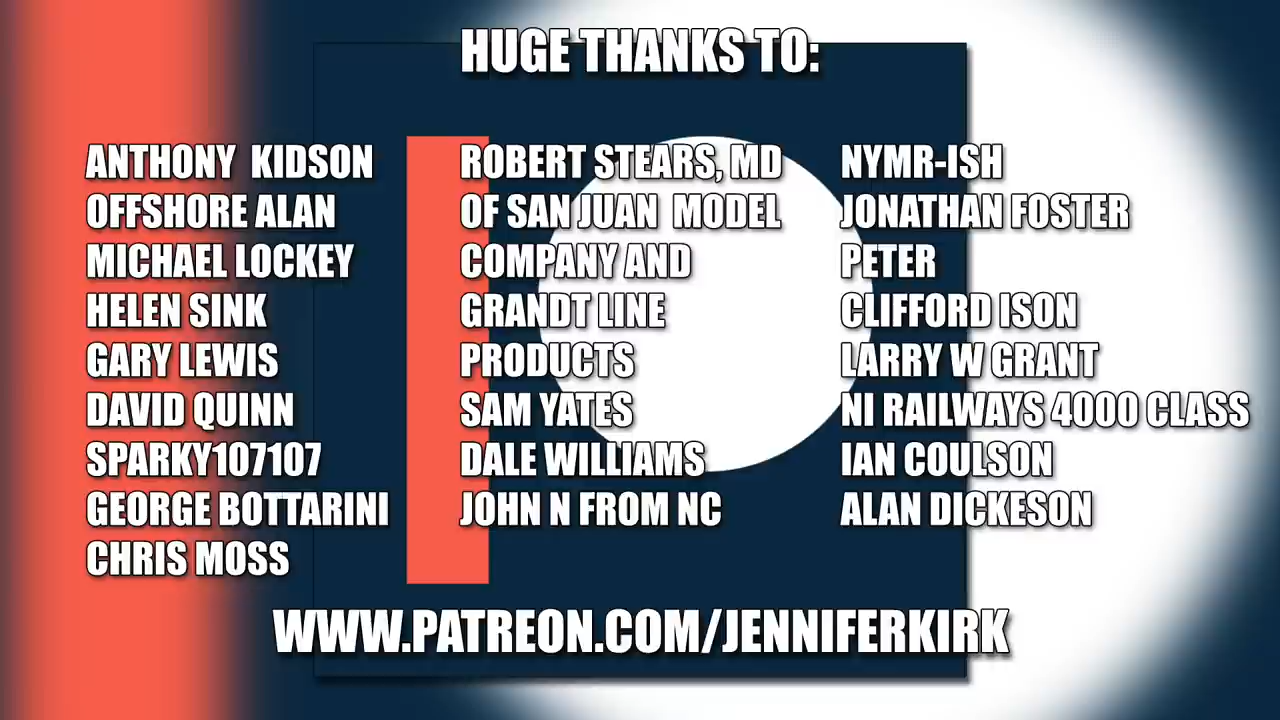 HUGE THANKS TO:
ANTHONY KIDSON
OFFSHORE ALAN
MICHAEL LOCKEY
HELEN SINK
GARY LEWIS
DAVID QUINN
SPARKY107107
GEORGE BOTTARINI
CHRIS MOSS
ROBERT STEARS, MD
OF SAN JUAN MODEL
COMPANY AND
GRANDT LINE
PRODUCTS
SAM YATES
DALE WILLIAMS
JOHN N FROM NC
NYMR-ISH
JONATHAN FOSTER
PETER
CLIFFORD ISON
LARRY W GRANT
NI RAILWAYS 4000 CLASS
IAN COULSON
ALAN DICKESON
WWW.PATREON.COM/JENNIFERKIRK